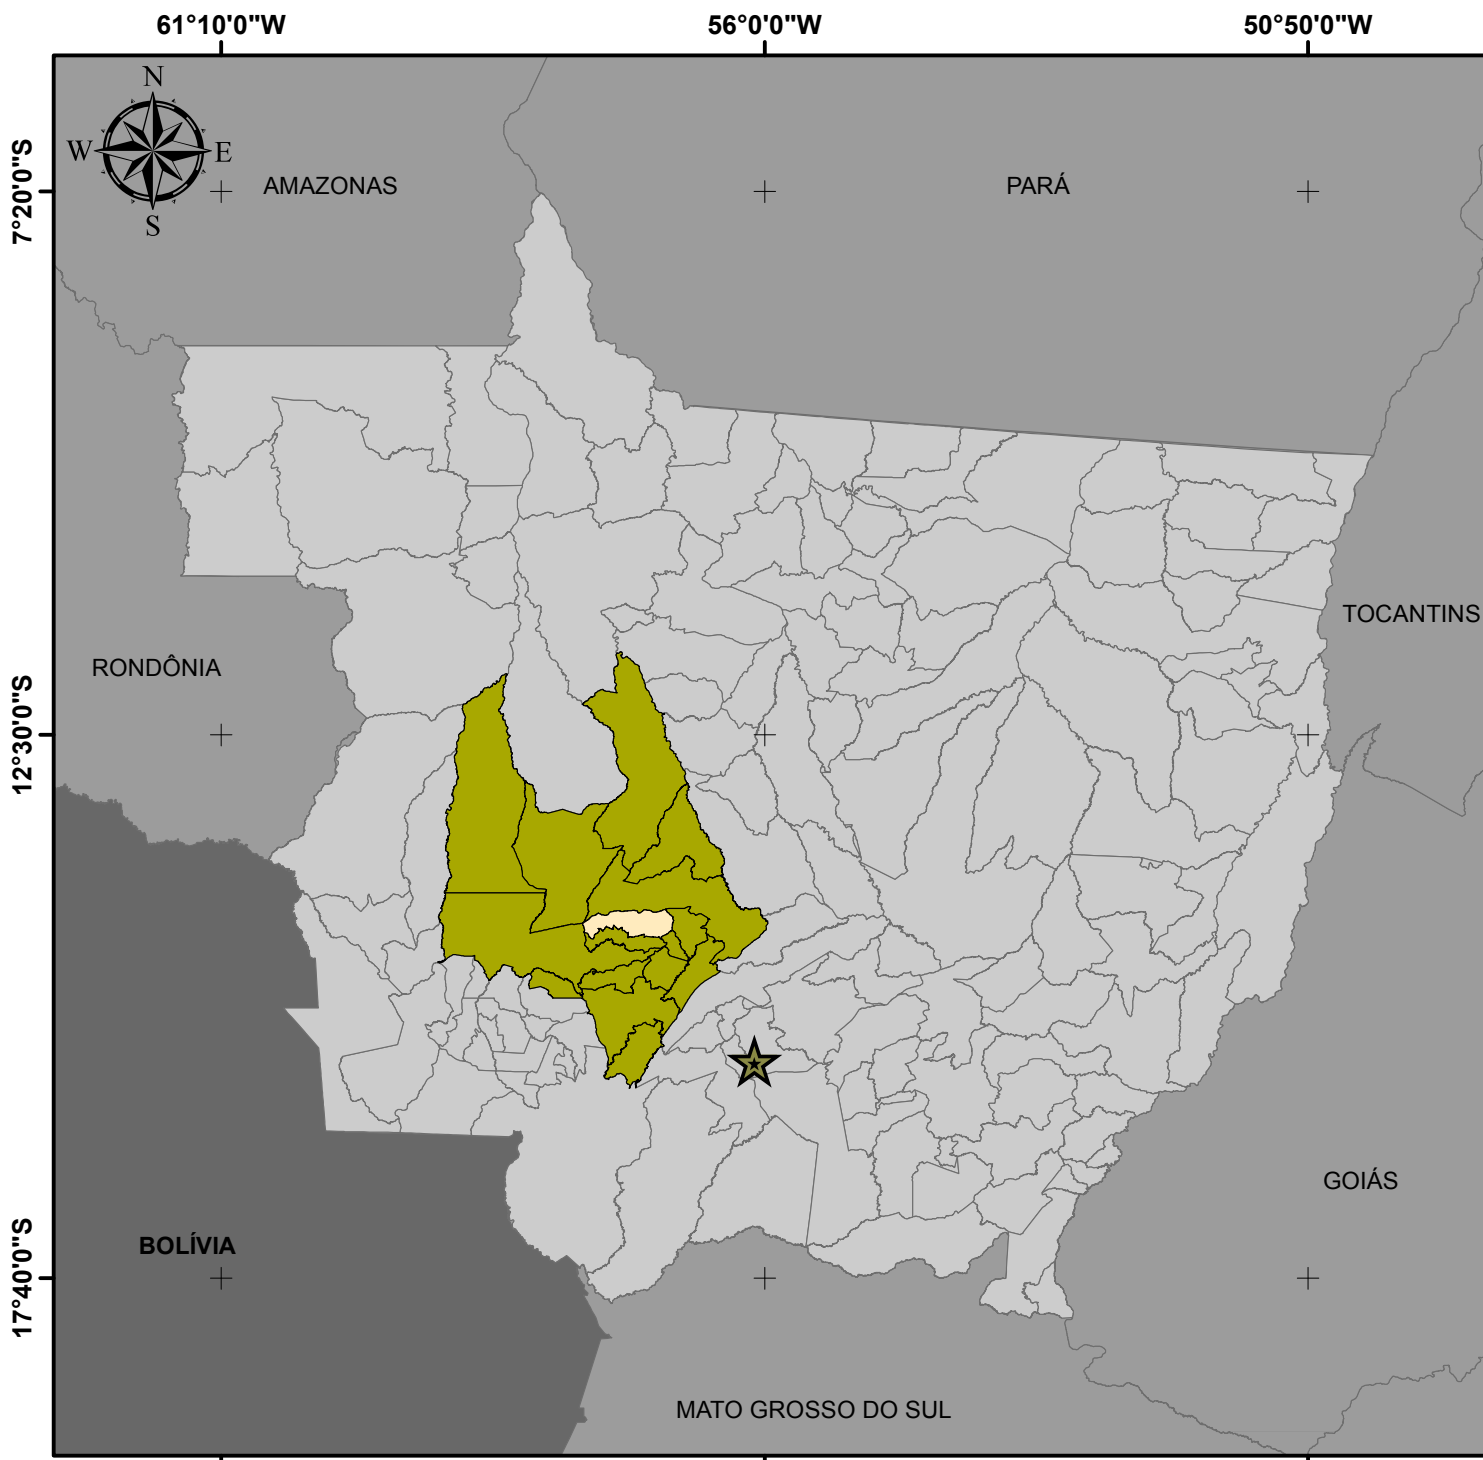 61°10'0"W 56°0'0"W 50°50'0"W
N
W E
S
7°20'0"S
AMAZONAS
PARÁ
TOCANTINS
RONDÔNIA
12°30'0"S
GOIÁS
BOLÍVIA
17°40'0"S
MATO GROSSO DO SUL